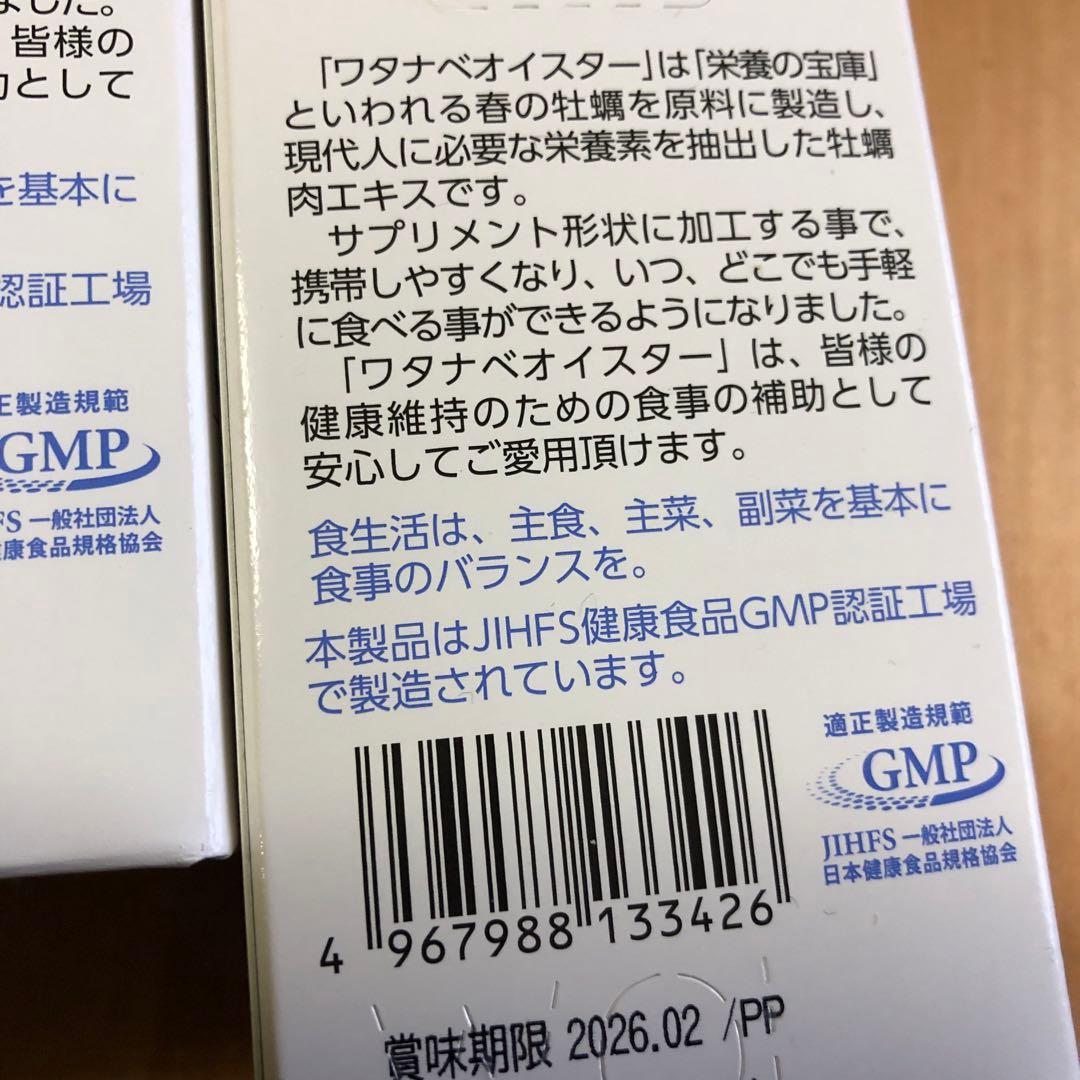 ました。
皆様の
として
を基本に
認証工場
正製造規範
GMP
FS 一般社団法人
康食品規格協会
「ワタナベオイスター」は「栄養の宝庫」
といわれる春の牡蠣を原料に製造し、
現代人に必要な栄養素を抽出した牡蠣
肉エキスです。
サプリメント形状に加工する事で、
携帯しやすくなり、いつ、どこでも手軽
に食べる事ができるようになりました。
「ワタナベオイスター」は、皆様の
健康維持のための食事の補助として
安心してご愛用頂けます。
食生活は、主食、主菜、副菜を基本に
食事のバランスを。
本製品はJIHFS健康食品GMP認証工場
で製造されています。
適正製造規範
GMP
JIHFS 一般社団法人
日本健康食品規格協会
4 967988 133426
賞味期限 2026.02 /PP